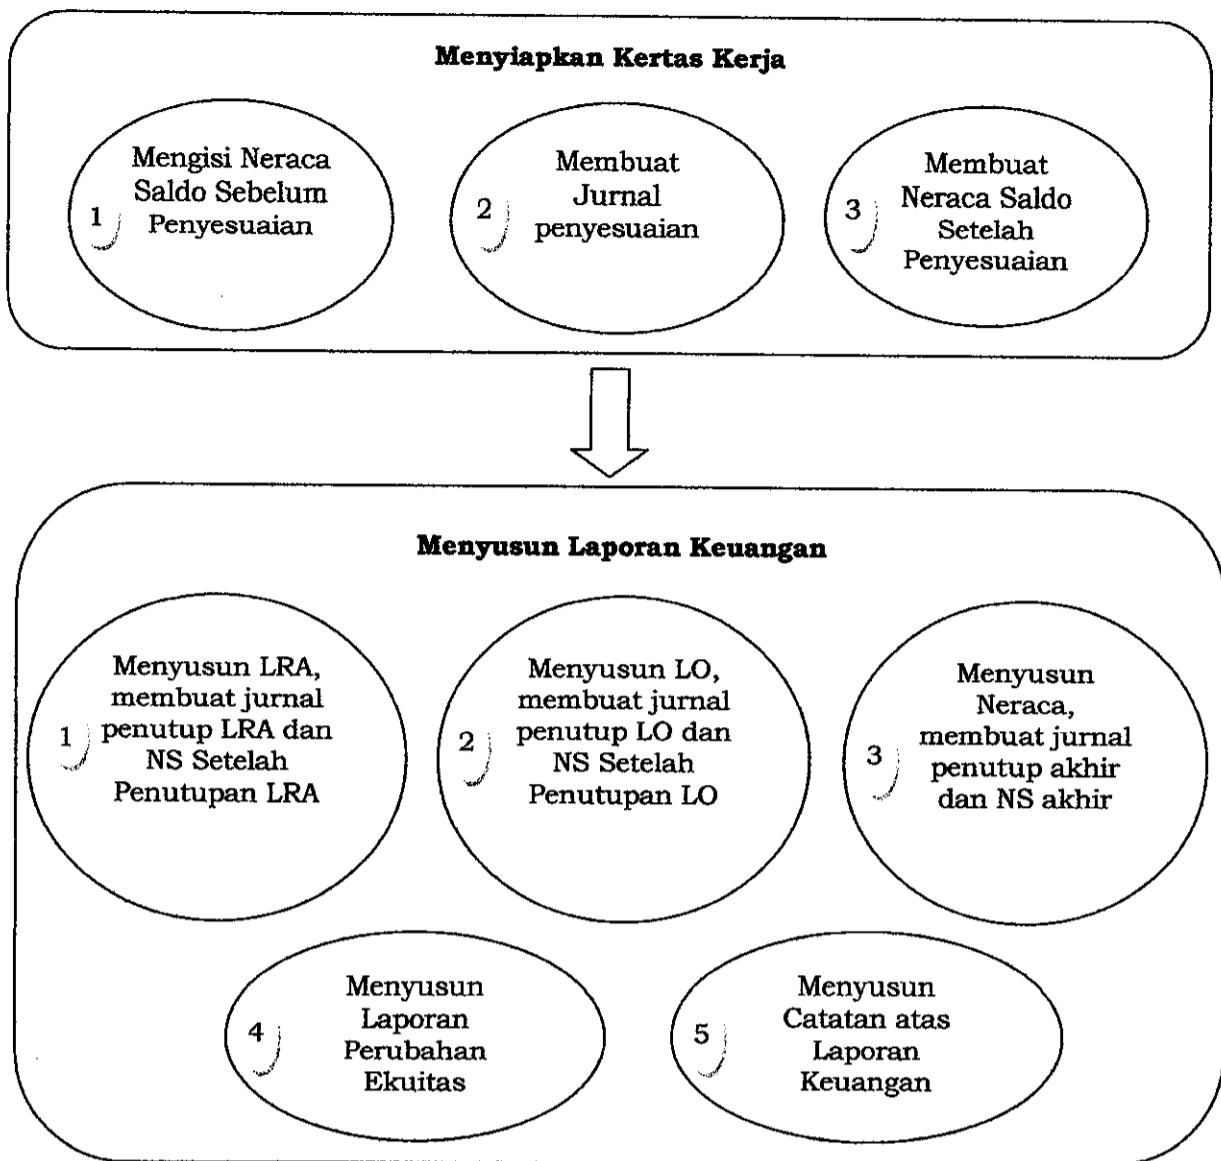 Menyiapkan Kertas Kerja
1
Mengisi Neraca
Saldo Sebelum
Penyesuaian
2
Membuat
Jurnal
penyesuaian
3
Membuat
Neraca Saldo
Setelah
Penyesuaian
Menyusun Laporan Keuangan
1
Menyusun LRA,
membuat jurnal
penutup LRA dan
NS Setelah
Penutupan LRA
2
Menyusun LO,
membuat jurnal
penutup LO dan
NS Setelah
Penutupan LO
3
Menyusun
Neraca,
membuat jurnal
penutup akhir
dan NS akhir
4
Menyusun
Laporan
Perubahan
Ekuitas
5
Menyusun
Catatan atas
Laporan
Keuangan